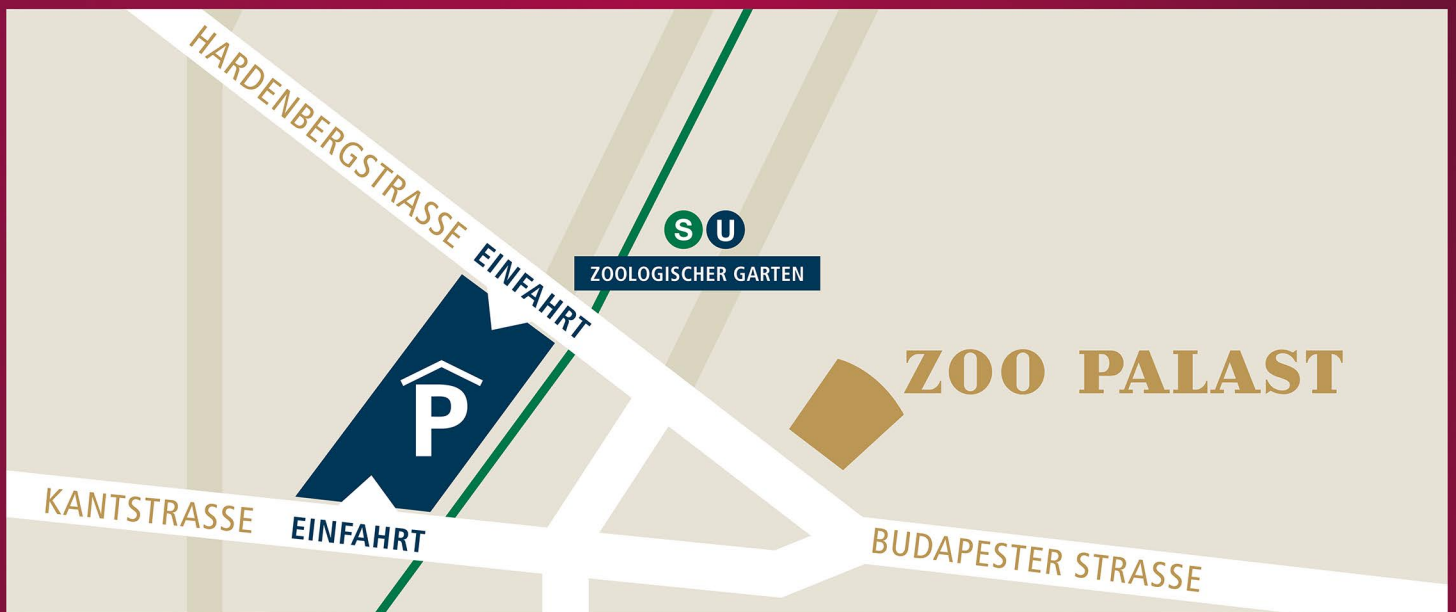 HARDENBERGSTRASSE
EINFAHRT
S U
ZOOLOGISCHER GARTEN
ZOO PALAST
P
KANTSTRASSE
EINFAHRT
BUDAPESTER STRASSE